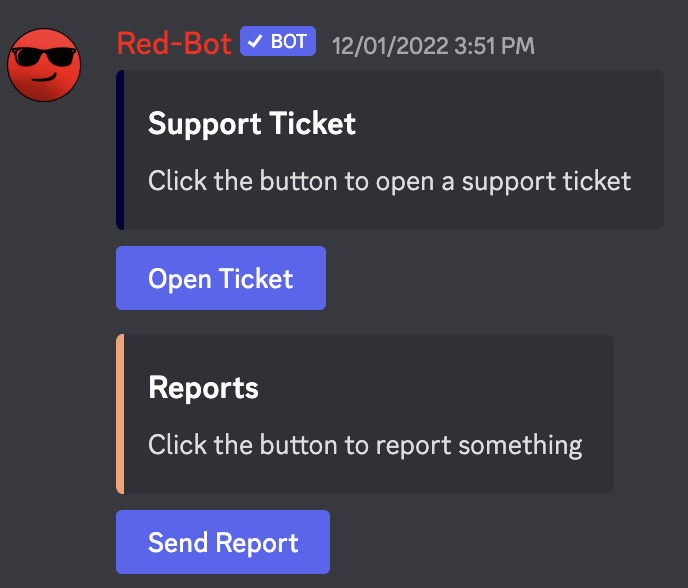 Red-Bot ✓ BOT 12/01/2022 3:51 PM
Support Ticket
Click the button to open a support ticket
Open Ticket
Reports
Click the button to report something
Send Report